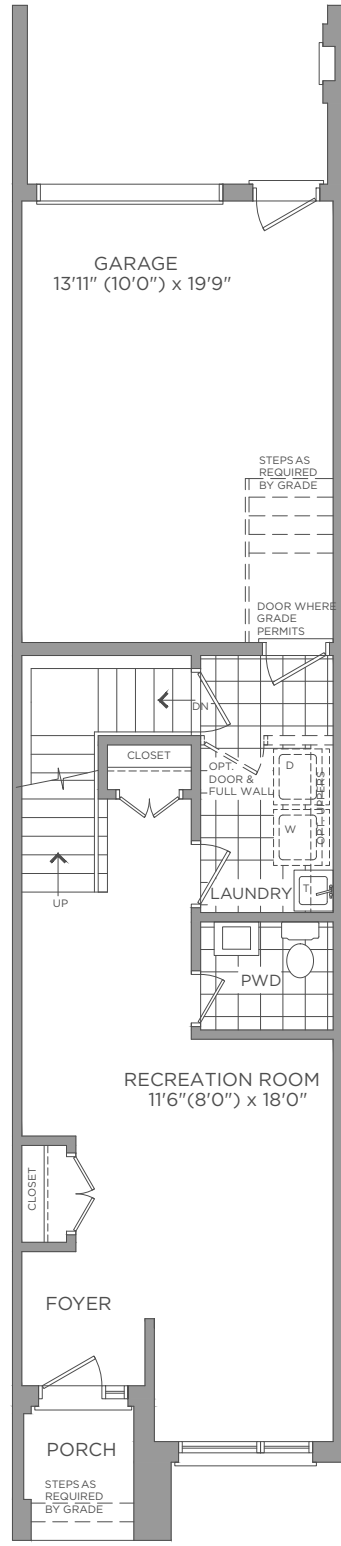 GARAGE
13'11" (10'0") x 19'9"
STEPS AS
REQUIRED
BY GRADE
DOOR WHERE
GRADE
PERMITS
DN
CLOSET
OPT.
DOOR &
FULL WALL
D
W
OPT. UPPERS
LAUNDRY
T
UP
PWD
RECREATION ROOM
11'6"(8'0") x 18'0"
CLOSET
FOYER
PORCH
STEPS AS
REQUIRED
BY GRADE